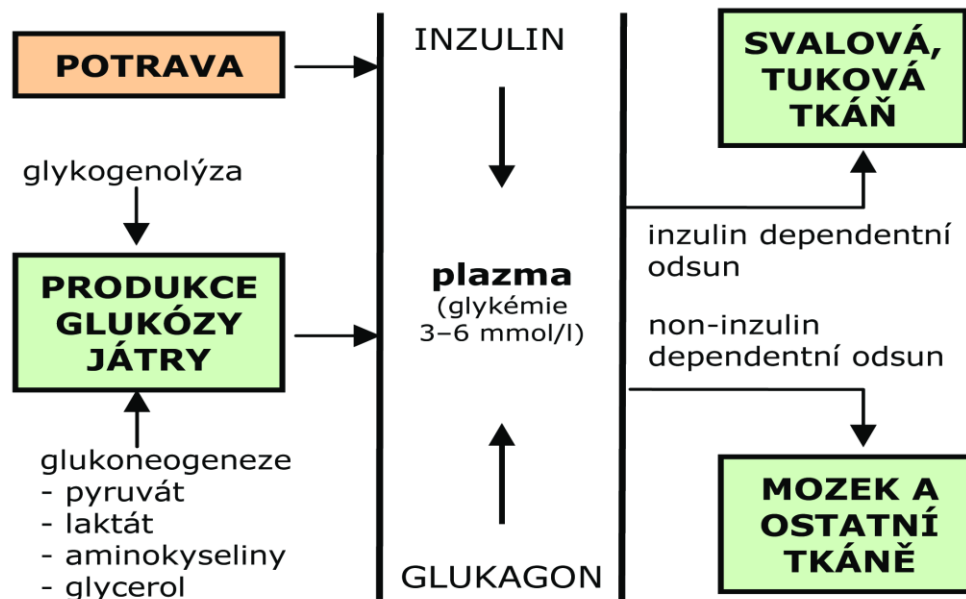 POTRAVA
glykogenolýza
PRODUKCE
GLUKÓZY
JÁTRY
glukoneogeneze
- pyruvát
- laktát
- aminokyseliny
- glycerol
INZULIN
plazma
(glykémie
3–6 mmol/l)
GLUKAGON
SVALOVÁ,
TUKOVÁ
TKÁŇ
inzulin dependentní
odsun
non-inzulin
dependentní odsun
MOZEK A
OSTATNÍ
TKÁNĚ